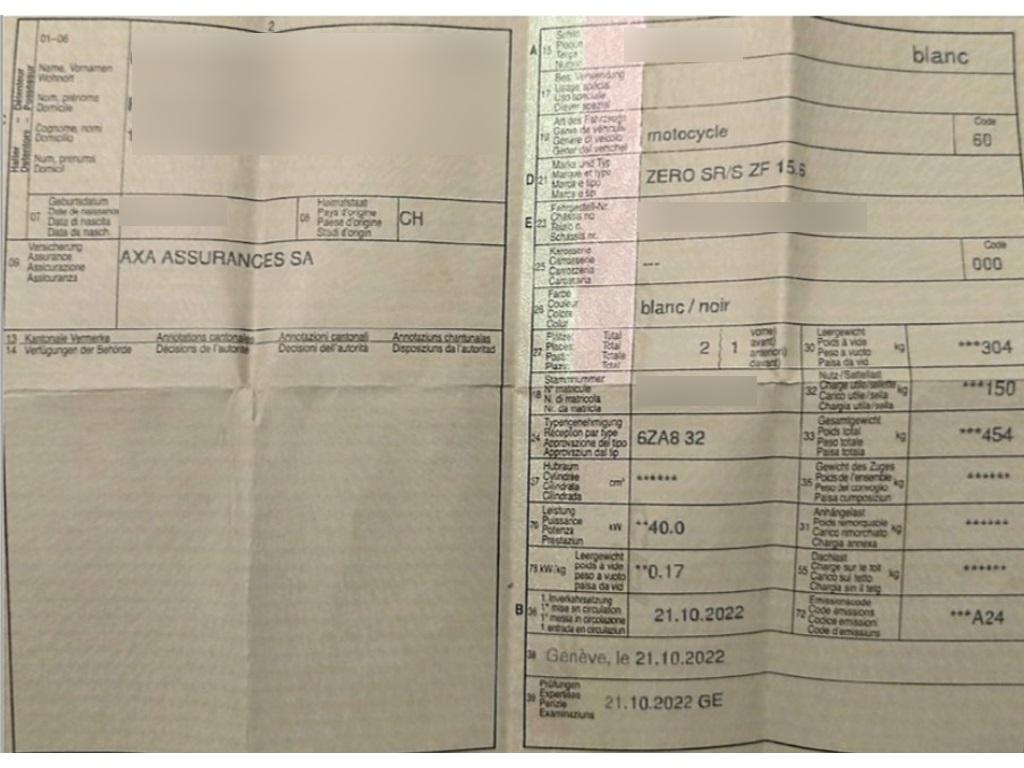 2
01-06
Halter - Détenteur
Detentore - Possessur
Name, Vornamen
Wohnort
Nom, prénoms
Domicile
Cognome, nomi
Domicilio
Num, prenums
Domicil
07
Geburtsdatum
Date de naissance
Data di nascita
Data da nasch.
08
Heimatstaat
Pays d'origine
Paese d'origine
Stadi d'origin
CH
09
Versicherung
Assurance
Assicurazione
Assicuranza
AXA ASSURANCES SA
13 Kantonale Vermerke Annotations cantonales Annotazioni cantonali Annotaziuns chantunalas
14 Verfügungen der Behörde Décisions de l'autorité Decisioni dell'autorità Disposiziuns da l'autoritad
A 15
Schild
blanc
17
Bes. Verwendung
Usage spécial
Uso speciale
Diever spezial
19
Art des Fahrzeugs
Genre de véhicule
Genere di veicolo
Gener dal vehichel
motocycle
Code
60
D 21
Marke und Typ
Marque et type
Marca e tipo
Marca e tip
ZERO SR/S ZF 15.6
E 23
Fahrgestell-Nr.
Châssis no
Telaio n.
Schassis nr.
25
Karosserie
Carrosserie
Carrozzeria
Carossaria
---
Code
000
26
Farbe
Couleur
Colore
Colur
blanc / noir
27
Plätze: Total
Places: Total
Posti: Totale
Plazs: Total
2
1
vorne)
avant)
anteriori)
davant)
30
Leergewicht
Poids à vide
Peso a vuoto
Paisa da vid
kg
***304
18
Stammnummer
N° matricule
N. di matricola
Nr. da matricla
32
Nutz-/Sattellast
Charge utile/sellette
Carico utile/sella
Chargia utila/sella
kg
***150
24
Typengenehmigung
Réception par type
Approvazione del tipo
Approvaziun dal tip
6ZA8 32
33
Gesamtgewicht
Poids total
Peso totale
Paisa totala
kg
***454
37
Hubraum
Cylindrée
Cilindrata
Cilindrada
cm³
******
35
Gewicht des Zuges
Poids de l'ensemble
Peso del convoglio
Paisa cumposiziun
kg
******
76
Leistung
Puissance
Potenza
Prestaziun
kW
**40.0
31
Anhängelast
Poids remorquable
Carico rimorchiato
Chargia annexa
kg
******
78 kW/kg
Leergewicht
poids à vide
peso a vuoto
paisa da vid
**0.17
55
Dachlast
Charge sur le toit
Carico sul tetto
Chargia sin il tetg
kg
******
B 36
1. Inverkehrsetzung
1re mise en circulation
1a messa in circolazione
1. entrada en circulaziun
21.10.2022
72
Emissionscode
Code émissions
Codice emissioni
Code d'emissiuns
***A24
38 Genève, le 21.10.2022
39
Prüfungen
Expertises
Perizie
Examinaziuns
21.10.2022 GE